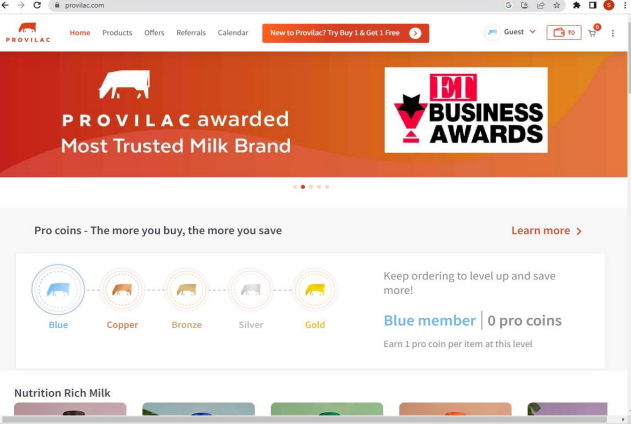 provilac.com
PROVILAC
Home Products Offers Referrals Calendar
New to Provilac? Try Buy 1 & Get 1 Free
Guest
₹0
0
PROVILAC awarded
Most Trusted Milk Brand
ET
BUSINESS
AWARDS
Pro coins - The more you buy, the more you save
Learn more
Blue Copper Bronze Silver Gold
Keep ordering to level up and save
more!
Blue member | 0 pro coins
Earn 1 pro coin per item at this level
Nutrition Rich Milk